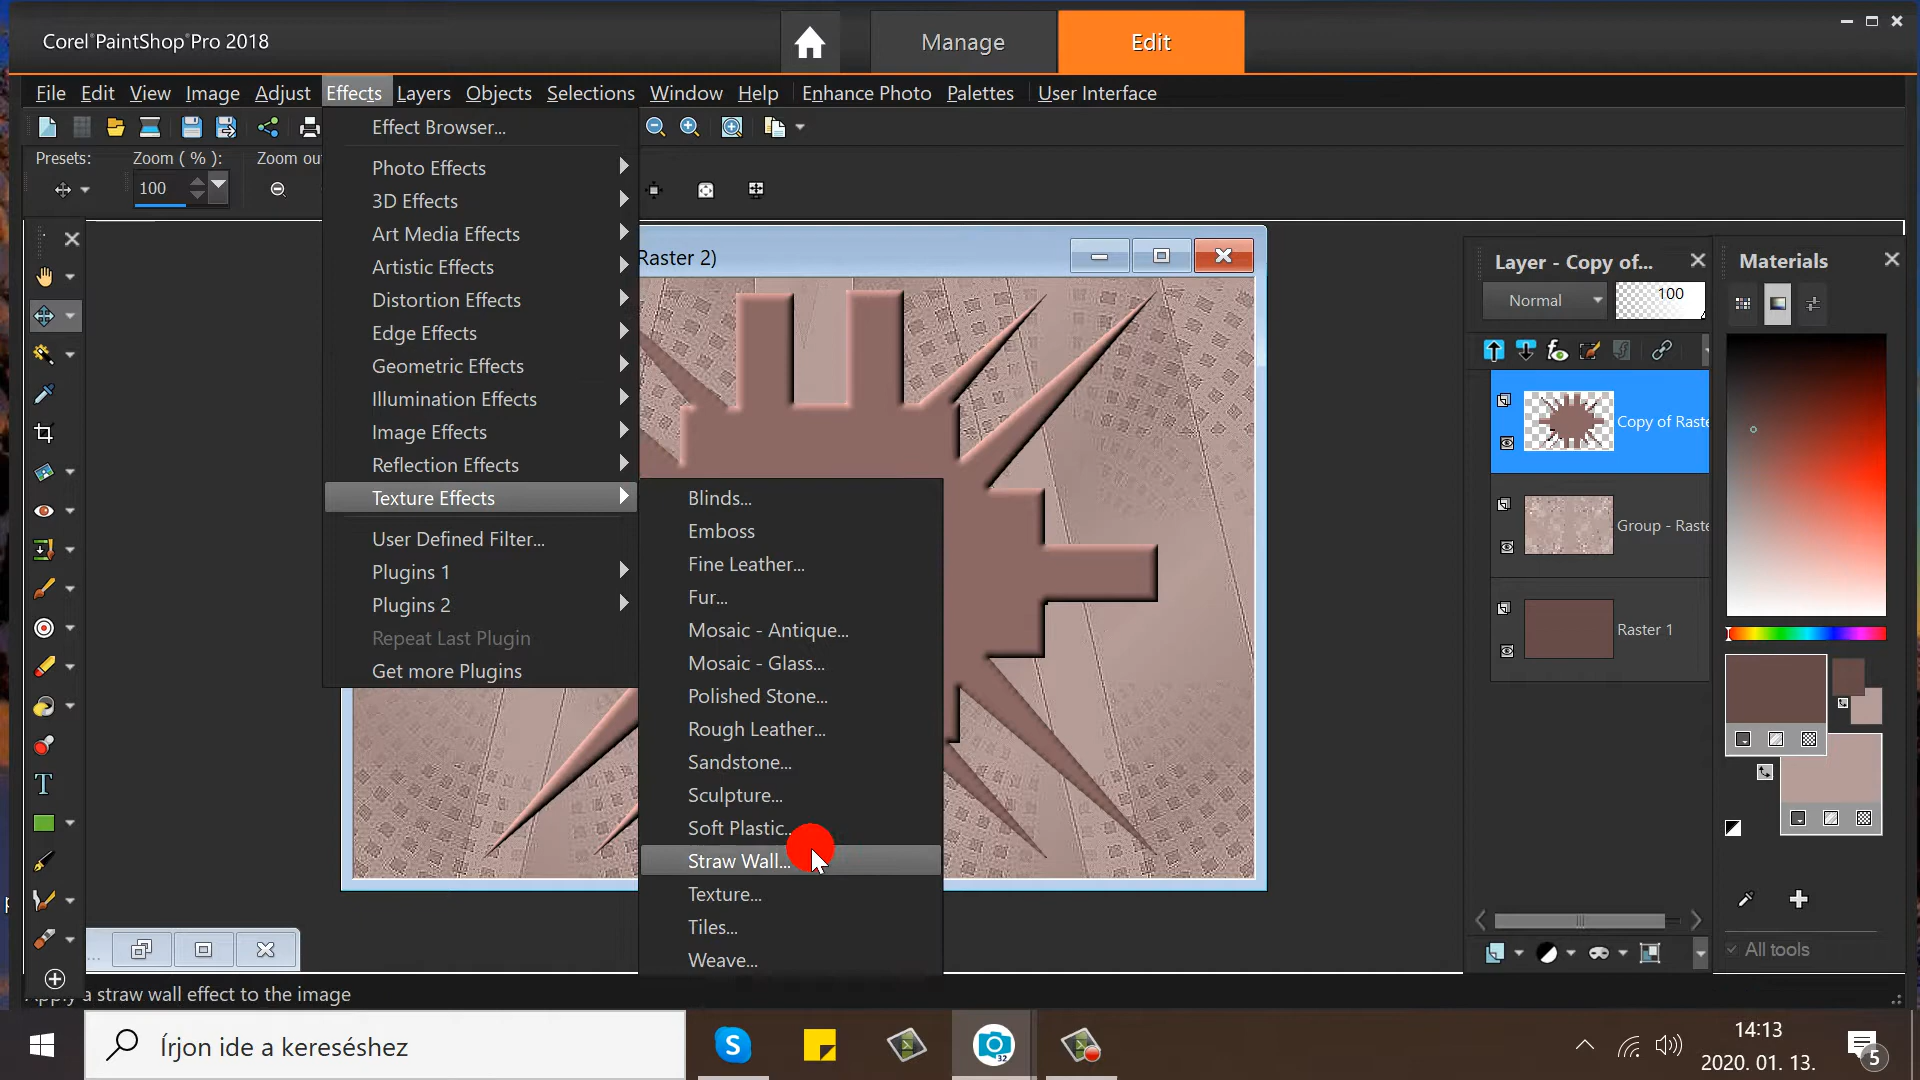 Corel®PaintShop®Pro 2018
Manage
Edit
File Edit View Image Adjust Effects Layers Objects Selections Window Help Enhance Photo Palettes User Interface
Presets:
Zoom ( % ):
Zoom ou
100
Effect Browser...
Photo Effects
3D Effects
Art Media Effects
Artistic Effects
Distortion Effects
Edge Effects
Geometric Effects
Illumination Effects
Image Effects
Reflection Effects
Texture Effects
User Defined Filter...
Plugins 1
Plugins 2
Repeat Last Plugin
Get more Plugins
Blinds...
Emboss
Fine Leather...
Fur...
Mosaic - Antique...
Mosaic - Glass...
Polished Stone...
Rough Leather...
Sandstone...
Sculpture...
Soft Plastic...
Straw Wall...
Texture...
Tiles...
Weave...
Raster 2)
Layer - Copy of...
Normal
100
Copy of Raste
Group - Raste
Raster 1
Materials
All tools
Apply a straw wall effect to the image
Írjon ide a kereséshez
S
32
14:13
2020. 01. 13.
5